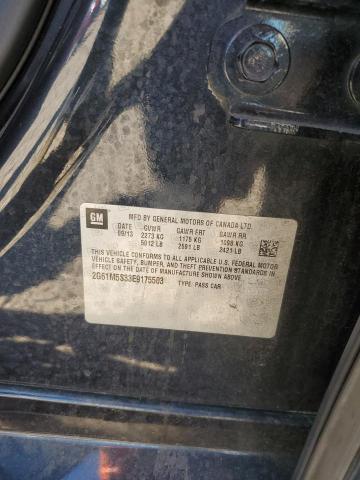 GM
MFD BY GENERAL MOTORS OF CANADA LTD.
DATE GVWR GAWR FRT GAWR RR
09/13 2273 KG 1175 KG 1098 KG
5012 LB 2591 LB 2421 LB
THIS VEHICLE CONFORMS TO ALL APPLICABLE U.S. FEDERAL MOTOR
VEHICLE SAFETY, BUMPER, AND THEFT PREVENTION STANDARDS
IN EFFECT ON THE DATE OF MANUFACTURE SHOWN ABOVE.
2G61M5S33E9175503 TYPE: PASS CAR